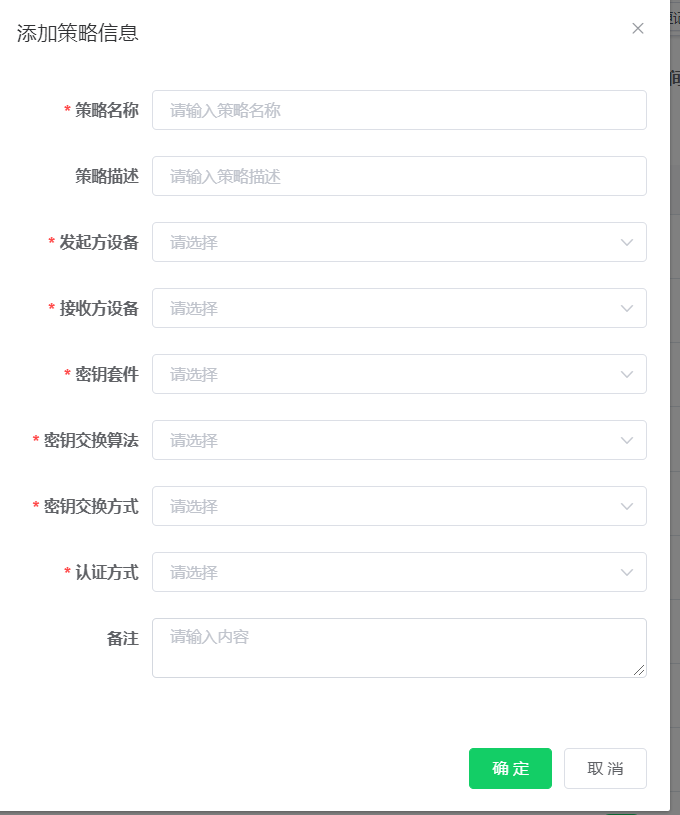 添加策略信息
* 策略名称 请输入策略名称
策略描述 请输入策略描述
* 发起方设备 请选择
* 接收方设备 请选择
* 密钥套件 请选择
* 密钥交换算法 请选择
* 密钥交换方式 请选择
* 认证方式 请选择
备注 请输入内容
确 定 取 消